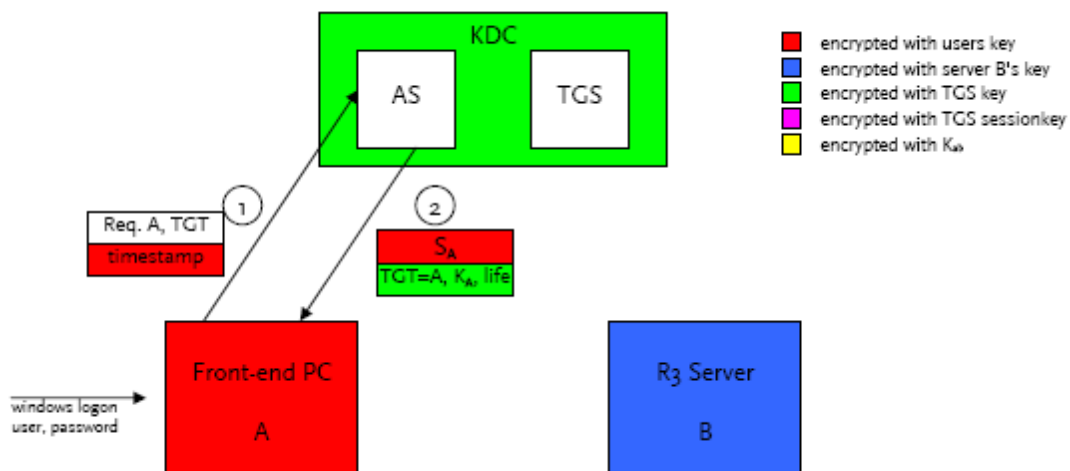 KDC
AS
TGS
encrypted with users key
encrypted with server B's key
encrypted with TGS key
encrypted with TGS sessionkey
encrypted with Kab
1
2
Req. A, TGT
timestamp
SA
TGT=A, KA, life
Front-end PC
A
R3 Server
B
windows logon
user, password